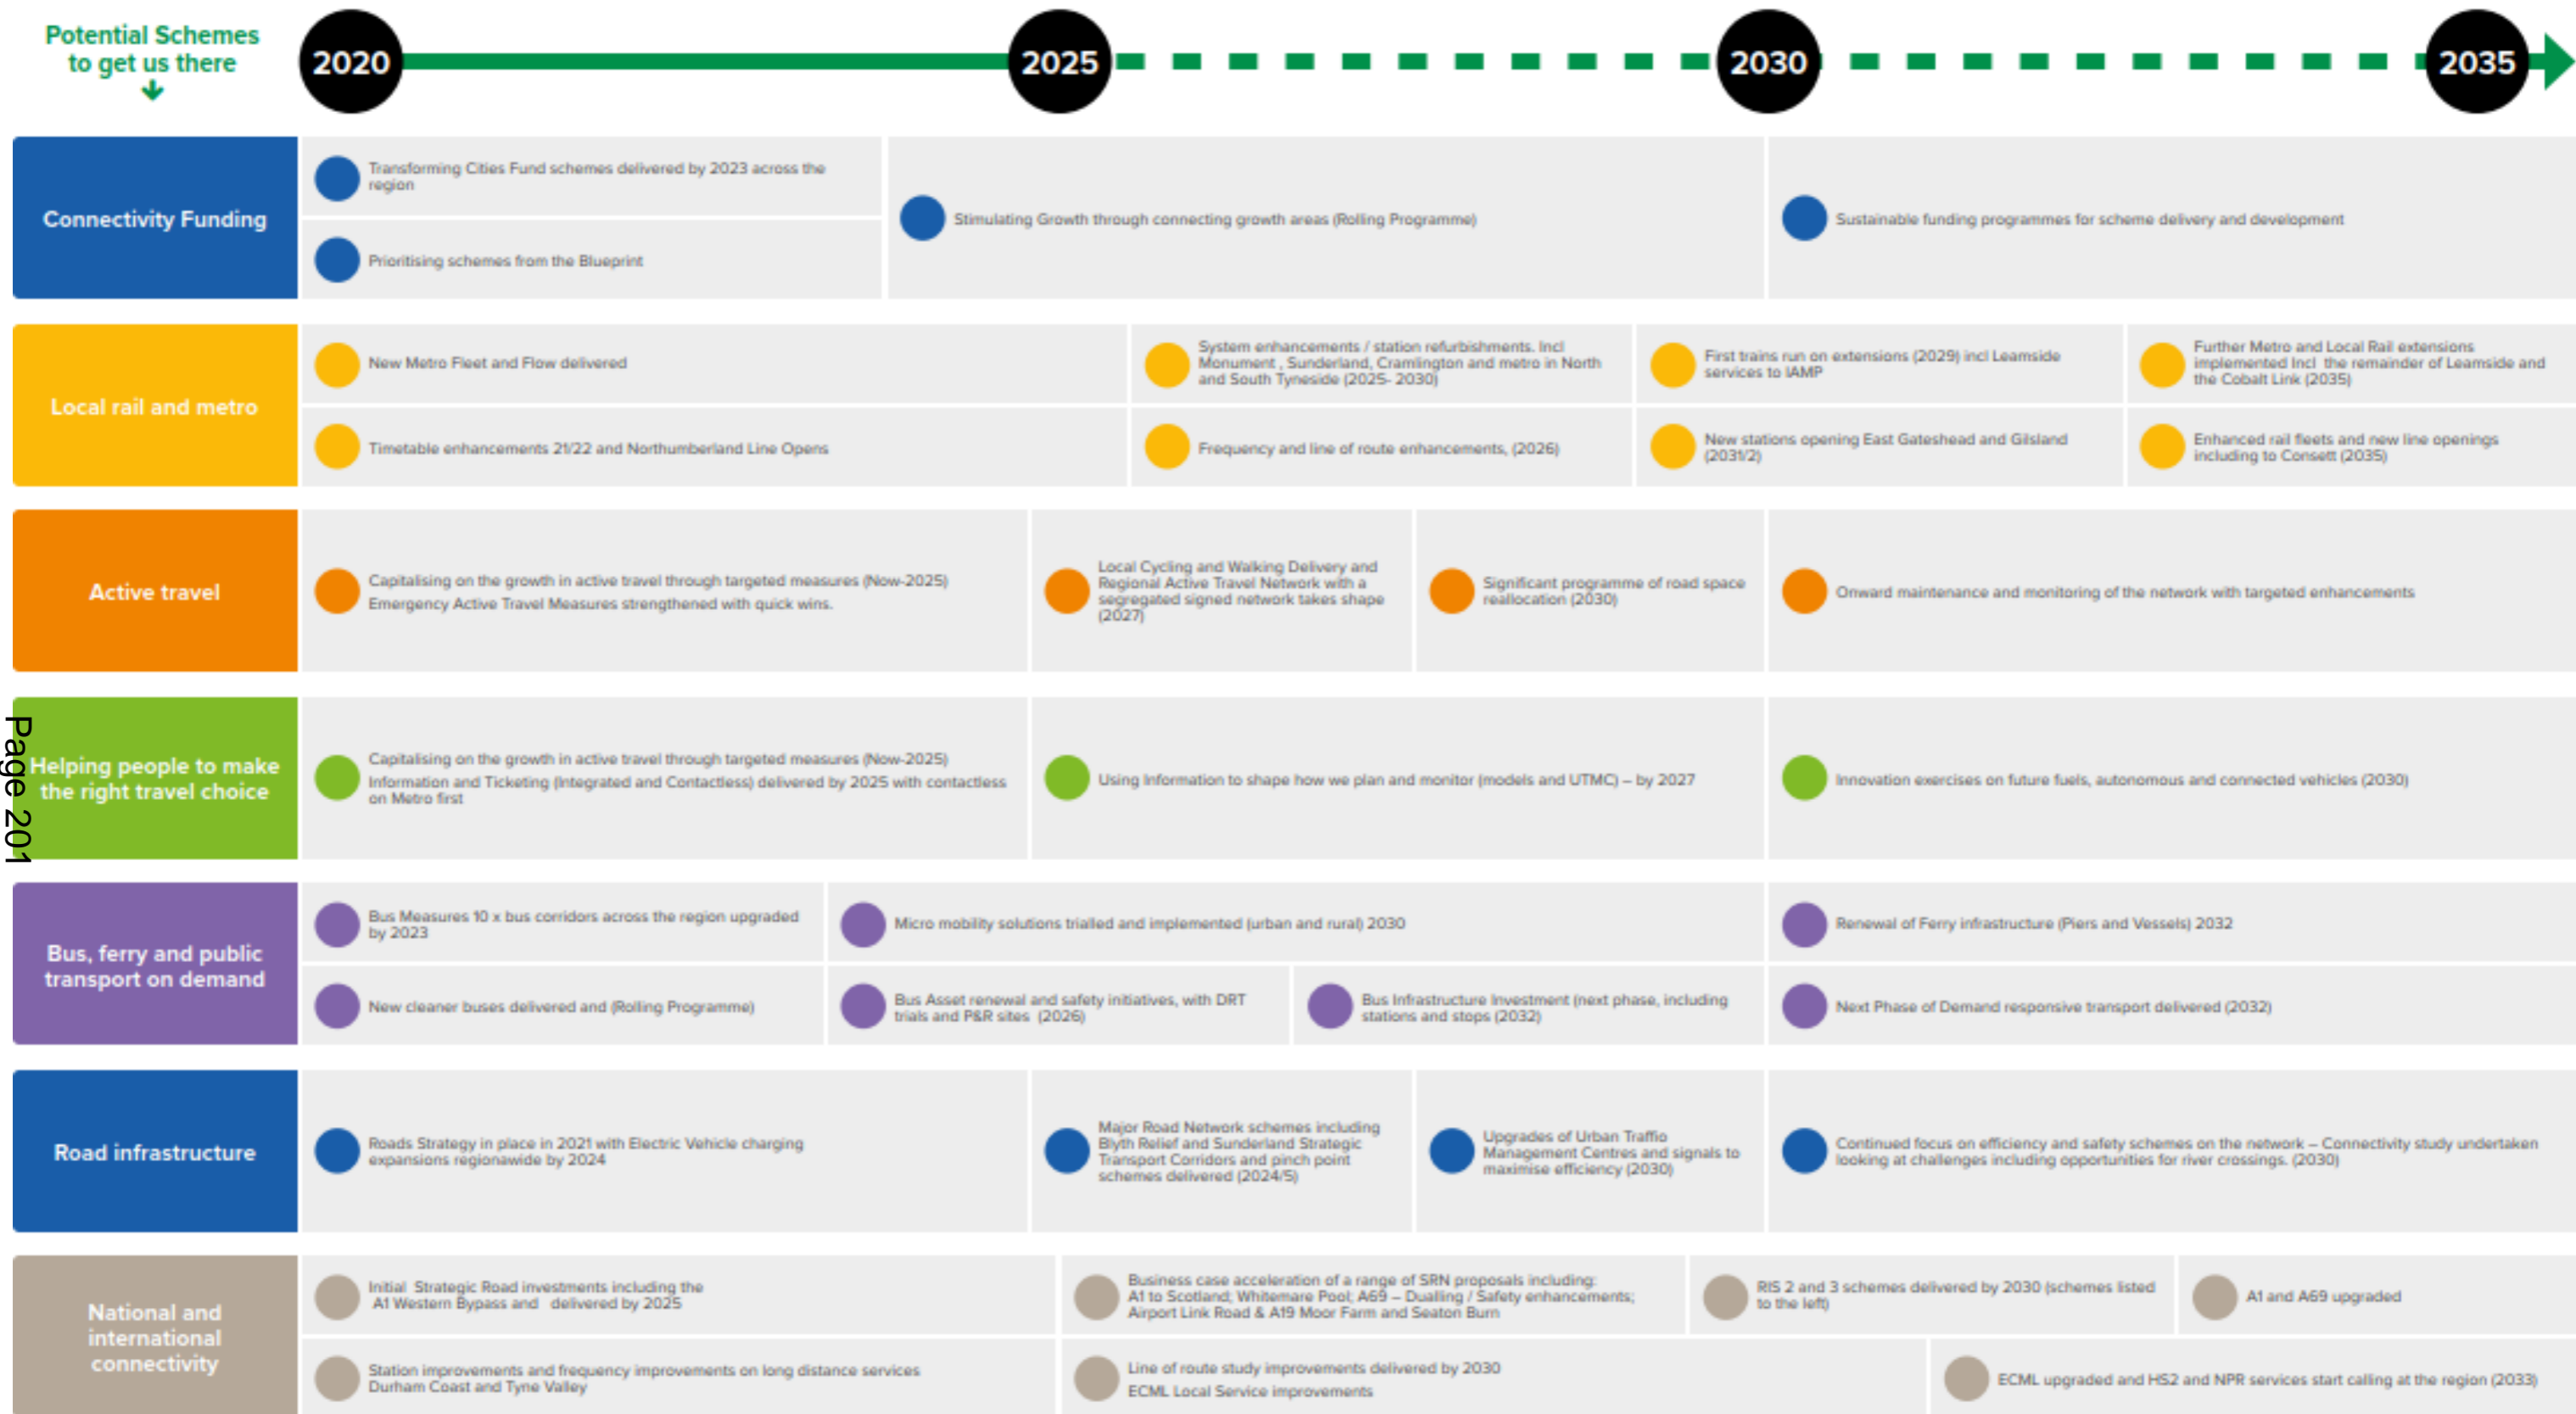 Potential Schemes
to get us there
2020
2025
2030
2035
Connectivity Funding
Transforming Cities Fund schemes delivered by 2023 across the
region
Prioritising schemes from the Blueprint
Stimulating Growth through connecting growth areas (Rolling Programme)
Sustainable funding programmes for scheme delivery and development
Local rail and metro
New Metro Fleet and Flow delivered
Timetable enhancements 21/22 and Northumberland Line Opens
System enhancements / station refurbishments. Incl
Monument , Sunderland, Cramlington and metro in North
and South Tyneside (2025- 2030)
Frequency and line of route enhancements, (2026)
First trains run on extensions (2029) incl Leamside
services to IAMP
New stations opening East Gateshead and Gilsland
(2031/2)
Further Metro and Local Rail extensions
implemented Incl the remainder of Leamside and
the Cobalt Link (2035)
Enhanced rail fleets and new line openings
including to Consett (2035)
Active travel
Capitalising on the growth in active travel through targeted measures (Now-2025)
Emergency Active Travel Measures strengthened with quick wins.
Local Cycling and Walking Delivery and
Regional Active Travel Network with a
segregated signed network takes shape
(2027)
Significant programme of road space
reallocation (2030)
Onward maintenance and monitoring of the network with targeted enhancements
Page 201
Helping people to make
the right travel choice
Capitalising on the growth in active travel through targeted measures (Now-2025)
Information and Ticketing (Integrated and Contactless) delivered by 2025 with contactless
on Metro first
Using Information to shape how we plan and monitor (models and UTMC) – by 2027
Innovation exercises on future fuels, autonomous and connected vehicles (2030)
Bus, ferry and public
transport on demand
Bus Measures 10 x bus corridors across the region upgraded
by 2023
New cleaner buses delivered and (Rolling Programme)
Micro mobility solutions trialled and implemented (urban and rural) 2030
Bus Asset renewal and safety initiatives, with DRT
trials and P&R sites (2026)
Bus Infrastructure Investment (next phase, including
stations and stops (2032)
Renewal of Ferry infrastructure (Piers and Vessels) 2032
Next Phase of Demand responsive transport delivered (2032)
Road infrastructure
Roads Strategy in place in 2021 with Electric Vehicle charging
expansions regionawide by 2024
Major Road Network schemes including
Blyth Relief and Sunderland Strategic
Transport Corridors and pinch point
schemes delivered (2024/5)
Upgrades of Urban Traffic
Management Centres and signals to
maximise efficiency (2030)
Continued focus on efficiency and safety schemes on the network – Connectivity study undertaken
looking at challenges including opportunities for river crossings. (2030)
National and
international
connectivity
Initial Strategic Road investments including the
A1 Western Bypass and delivered by 2025
Station improvements and frequency improvements on long distance services
Durham Coast and Tyne Valley
Business case acceleration of a range of SRN proposals including:
A1 to Scotland; Whitemare Pool; A69 – Dualling / Safety enhancements;
Airport Link Road & A19 Moor Farm and Seaton Burn
Line of route study improvements delivered by 2030
ECML Local Service improvements
RIS 2 and 3 schemes delivered by 2030 (schemes listed
to the left)
A1 and A69 upgraded
ECML upgraded and HS2 and NPR services start calling at the region (2033)